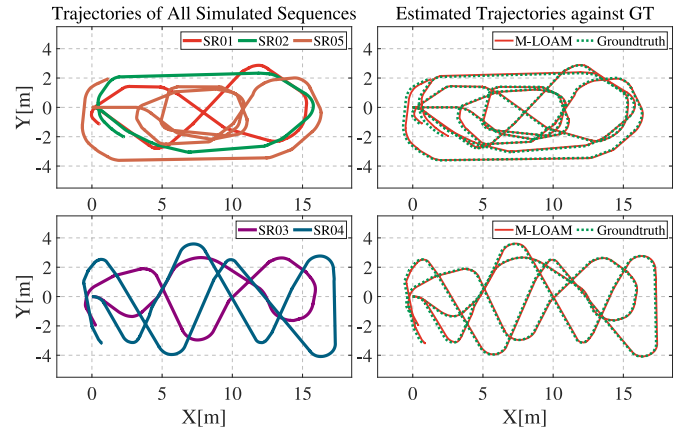 Trajectories of All Simulated Sequences
Estimated Trajectories against GT
SR01 SR02 SR05
M-LOAM Groundtruth
Y[m]
4
2
0
-2
-4
0 5 10 15
0 5 10 15
4
2
0
-2
-4
SR03 SR04
M-LOAM Groundtruth
Y[m]
4
2
0
-2
-4
0 5 10 15
X[m]
4
2
0
-2
-4
0 5 10 15
X[m]